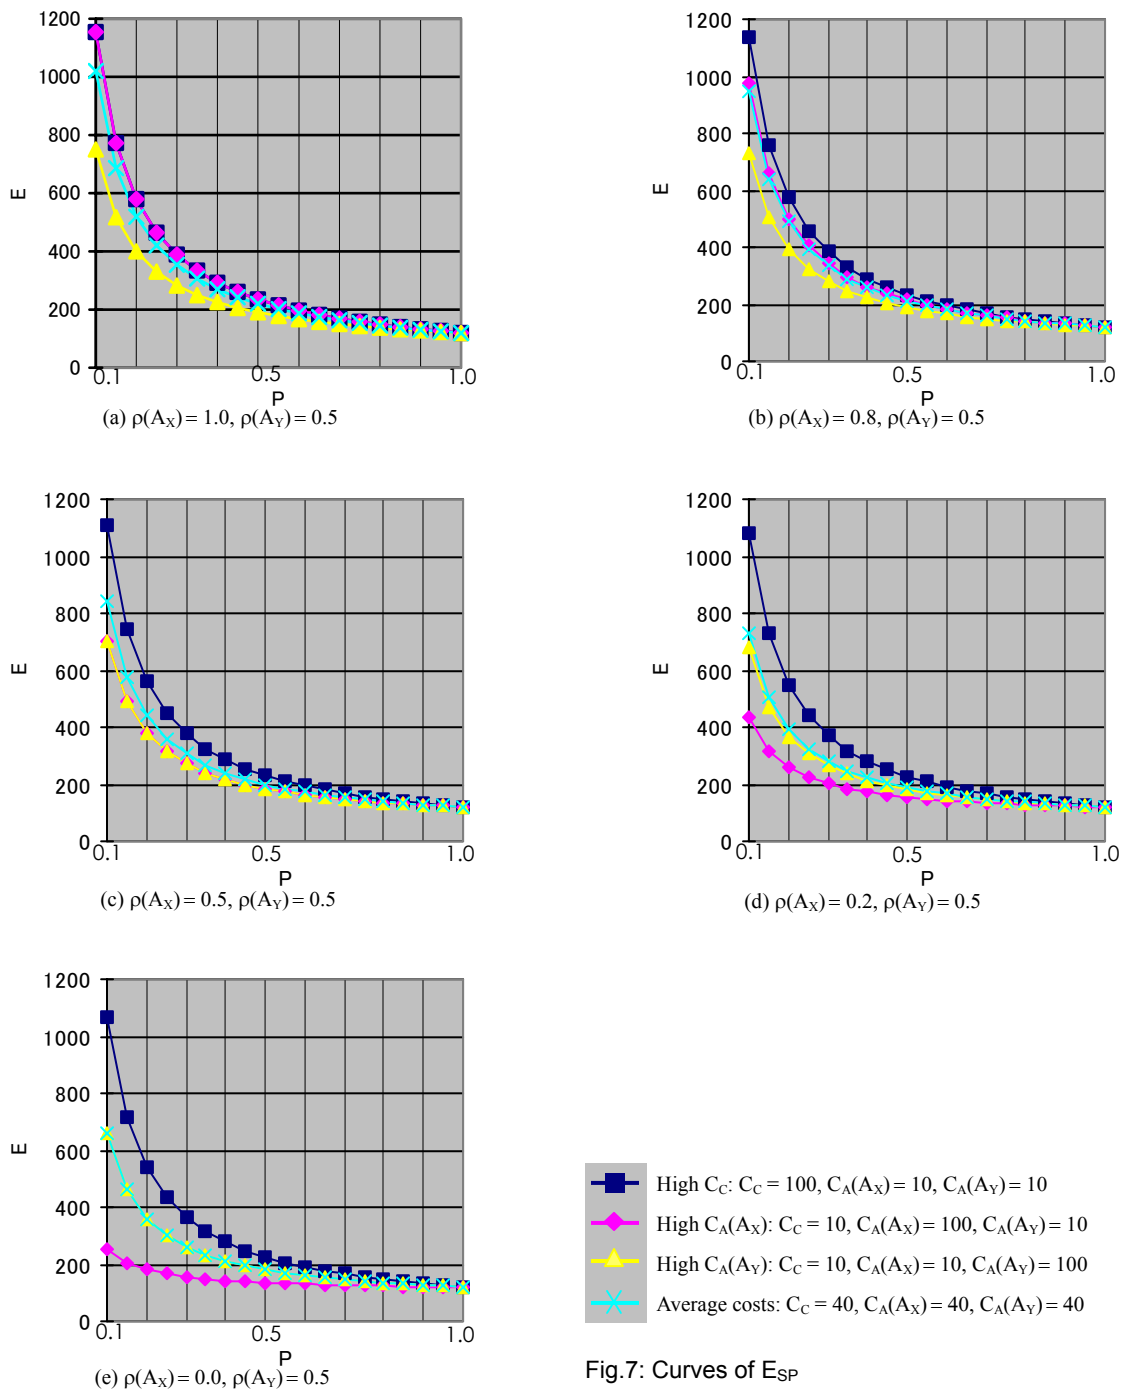 1200
1000
800
600
400
200
0
E
0.1
0.5
1.0
P
(a) ρ(A_X) = 1.0, ρ(A_Y) = 0.5
1200
1000
800
600
400
200
0
E
0.1
0.5
1.0
P
(b) ρ(A_X) = 0.8, ρ(A_Y) = 0.5
1200
1000
800
600
400
200
0
E
0.1
0.5
1.0
P
(c) ρ(A_X) = 0.5, ρ(A_Y) = 0.5
1200
1000
800
600
400
200
0
E
0.1
0.5
1.0
P
(d) ρ(A_X) = 0.2, ρ(A_Y) = 0.5
1200
1000
800
600
400
200
0
E
0.1
0.5
1.0
P
(e) ρ(A_X) = 0.0, ρ(A_Y) = 0.5
High C_C: C_C = 100, C_A(A_X) = 10, C_A(A_Y) = 10
High C_A(A_X): C_C = 10, C_A(A_X) = 100, C_A(A_Y) = 10
High C_A(A_Y): C_C = 10, C_A(A_X) = 10, C_A(A_Y) = 100
Average costs: C_C = 40, C_A(A_X) = 40, C_A(A_Y) = 40
Fig.7: Curves of E_SP